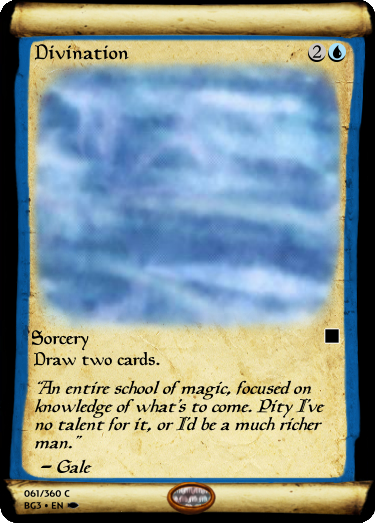 Divination 2
Sorcery
Draw two cards.
"An entire school of magic, focused on
knowledge of what's to come. Pity I've
no talent for it, or I'd be a much richer
man."
– Gale
061/360 C
BG3 • EN